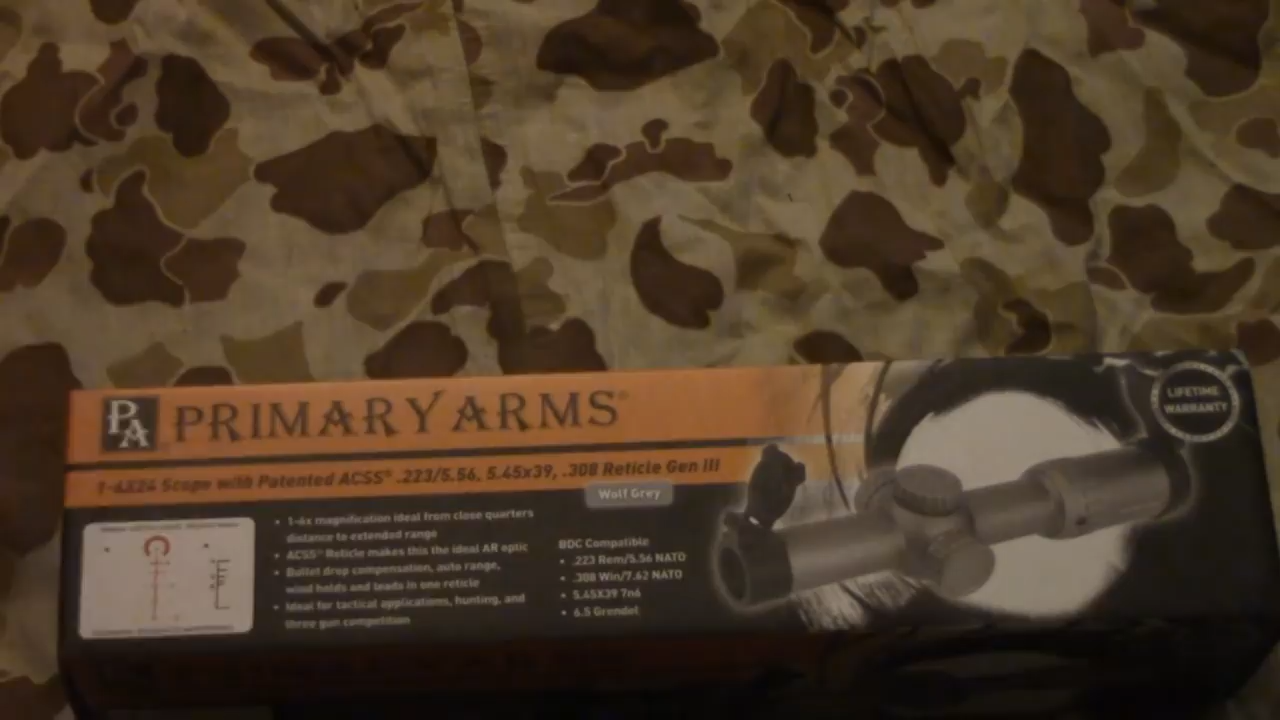 PA PRIMARY ARMS®
LIFETIME
WARRANTY
1-6X24 Scope with Patented ACSS® .223/5.56, 5.45x39, .308 Reticle Gen III
Wolf Grey
• 1-6x magnification ideal from close quarters
distance to extended range
• ACSS® Reticle makes this the ideal AR optic
• Bullet drop compensation, auto range,
wind holds and leads in one reticle
• Ideal for tactical applications, hunting, and
three gun competition
BDC Compatible
• .223 Rem/5.56 NATO
• .308 Win/7.62 NATO
• 5.45X39 7n6
• 6.5 Grendel